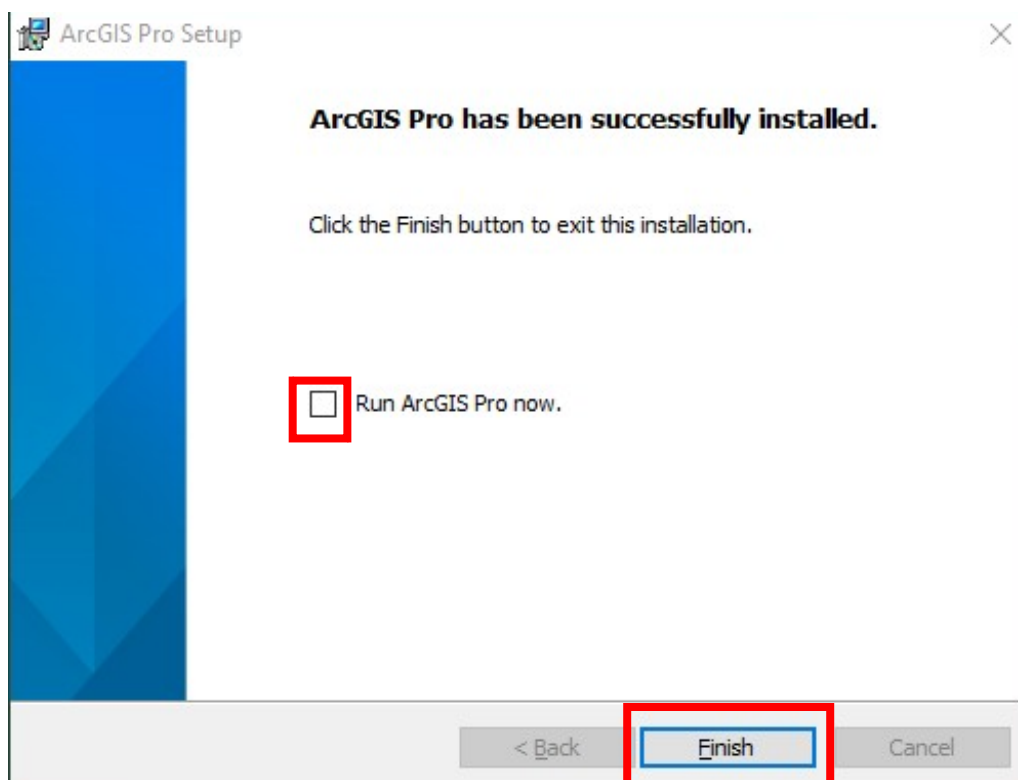 ArcGIS Pro Setup
ArcGIS Pro has been successfully installed.
Click the Finish button to exit this installation.
Run ArcGIS Pro now.
< Back Finish Cancel